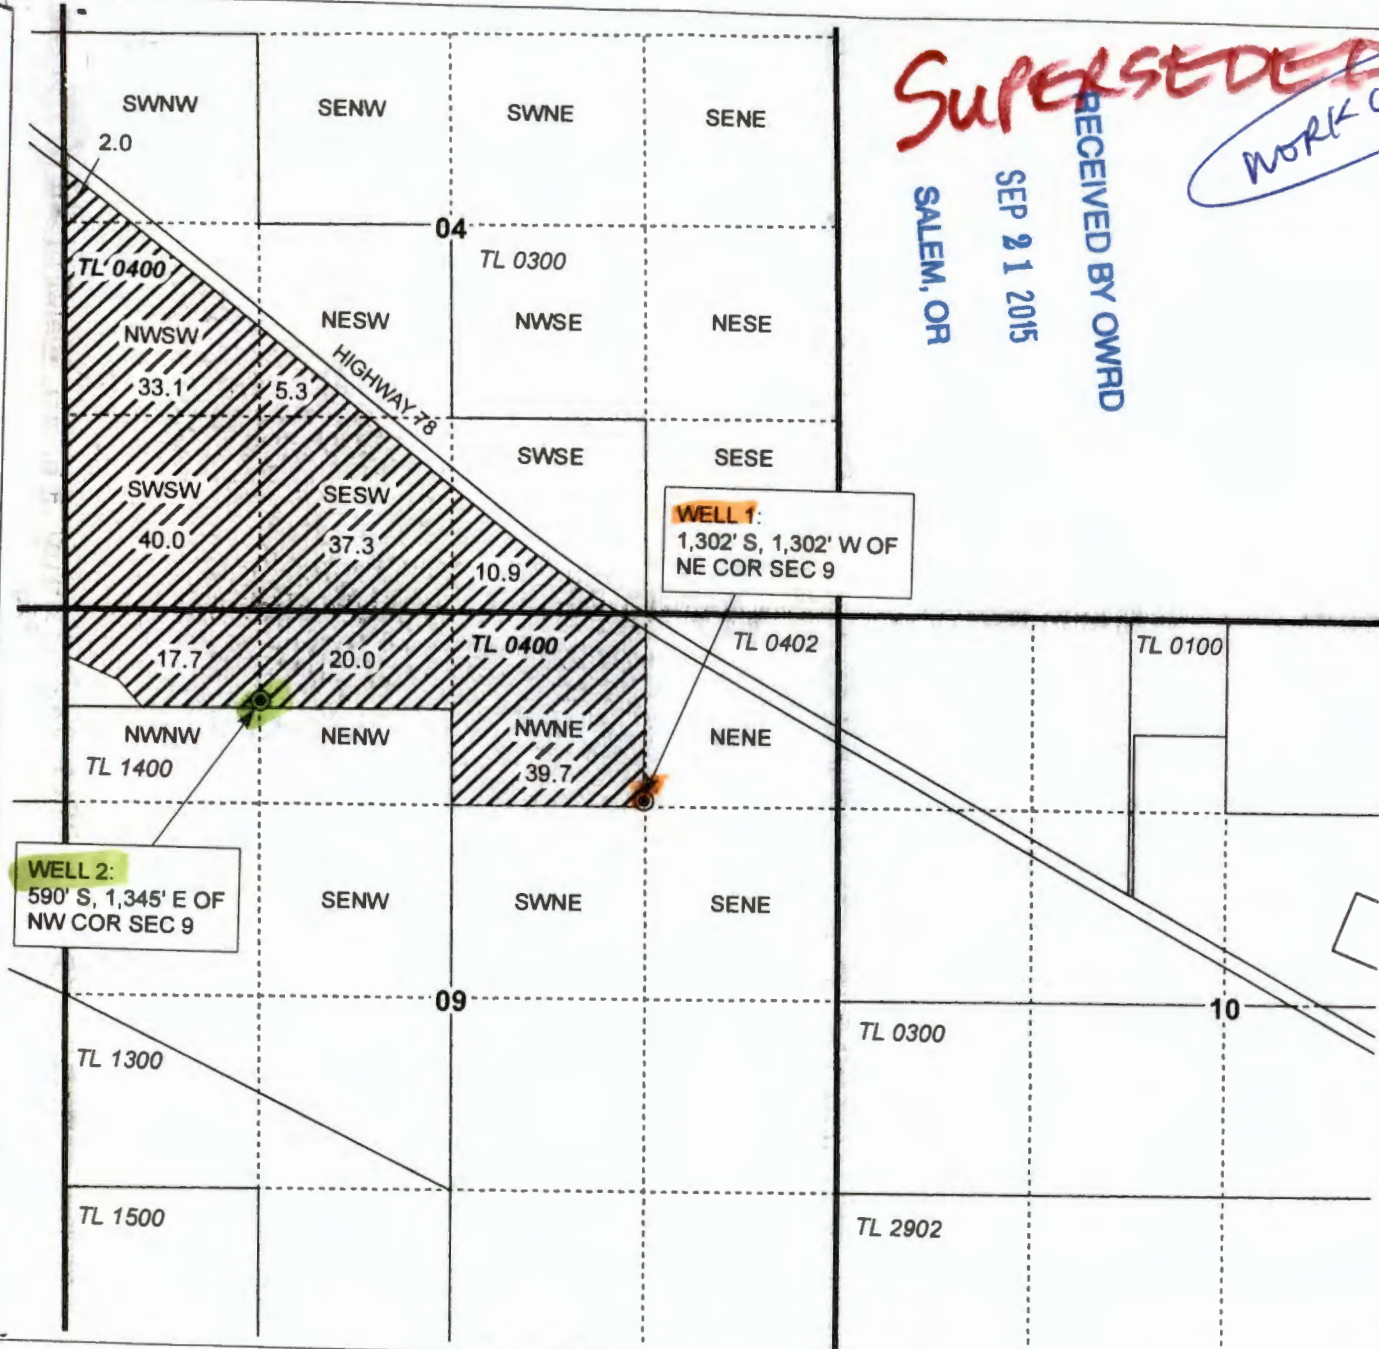 SUPERSEDED
WORK
RECEIVED BY OWRD
SEP 21 2015
SALEM, OR
SWNW
SENW
SWNE
SENE
2.0
04
TL 0400
TL 0300
NWSW
NESW
NWSE
NESE
33.1
5.3
HIGHWAY 78
SWSW
SESW
SWSE
SESE
40.0
37.3
10.9
WELL 1:
1,302' S, 1,302' W OF
NE COR SEC 9
17.7
20.0
TL 0400
TL 0402
TL 0100
NWNW
NENW
NWNE
NENE
TL 1400
39.7
WELL 2:
590' S, 1,345' E OF
NW COR SEC 9
SENW
SWNE
SENE
09
10
TL 1300
TL 0300
TL 1500
TL 2902